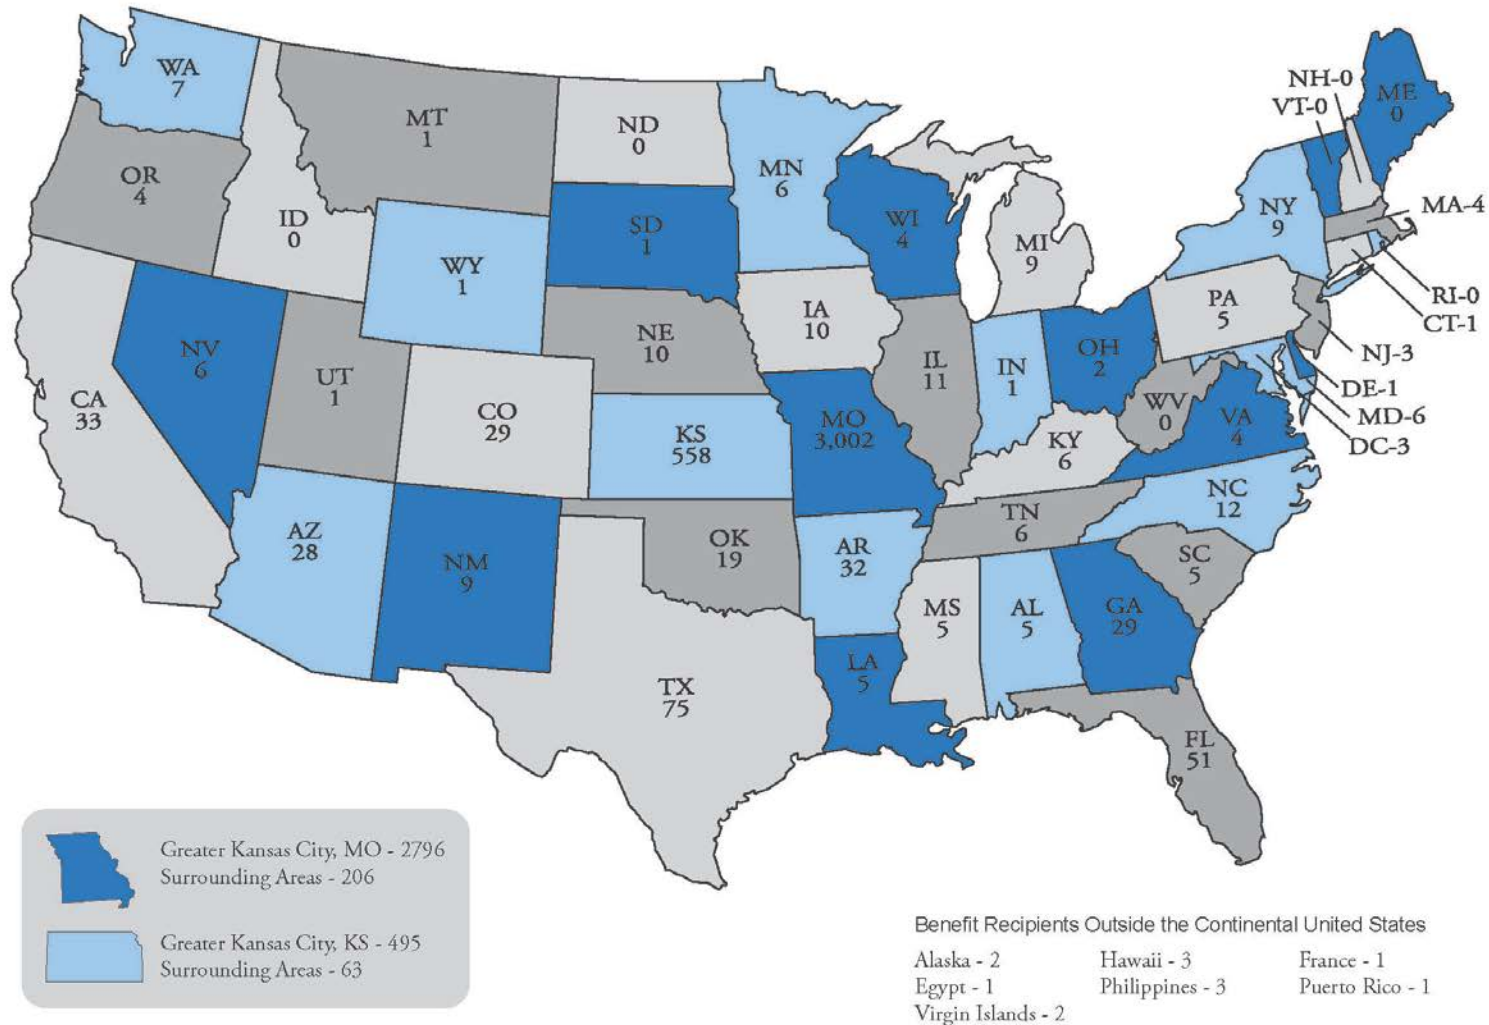 WA
7
MT
1
ND
0
MN
6
OR
4
ID
0
SD
1
WI
4
MI
9
NY
9
VT-0
NH-0
ME
0
MA-4
RI-0
CT-1
WY
1
NE
10
IA
10
PA
5
NJ-3
DE-1
MD-6
DC-3
NV
6
UT
1
CA
33
CO
29
KS
558
MO
3,002
IL
11
IN
1
OH
2
WV
0
VA
4
KY
6
NC
12
TN
6
SC
5
AZ
28
NM
9
OK
19
AR
32
MS
5
AL
5
GA
29
LA
5
TX
75
FL
51
Greater Kansas City, MO - 2796
Surrounding Areas - 206
Greater Kansas City, KS - 495
Surrounding Areas - 63
Benefit Recipients Outside the Continental United States
Alaska - 2 Hawaii - 3 France - 1
Egypt - 1 Philippines - 3 Puerto Rico - 1
Virgin Islands - 2